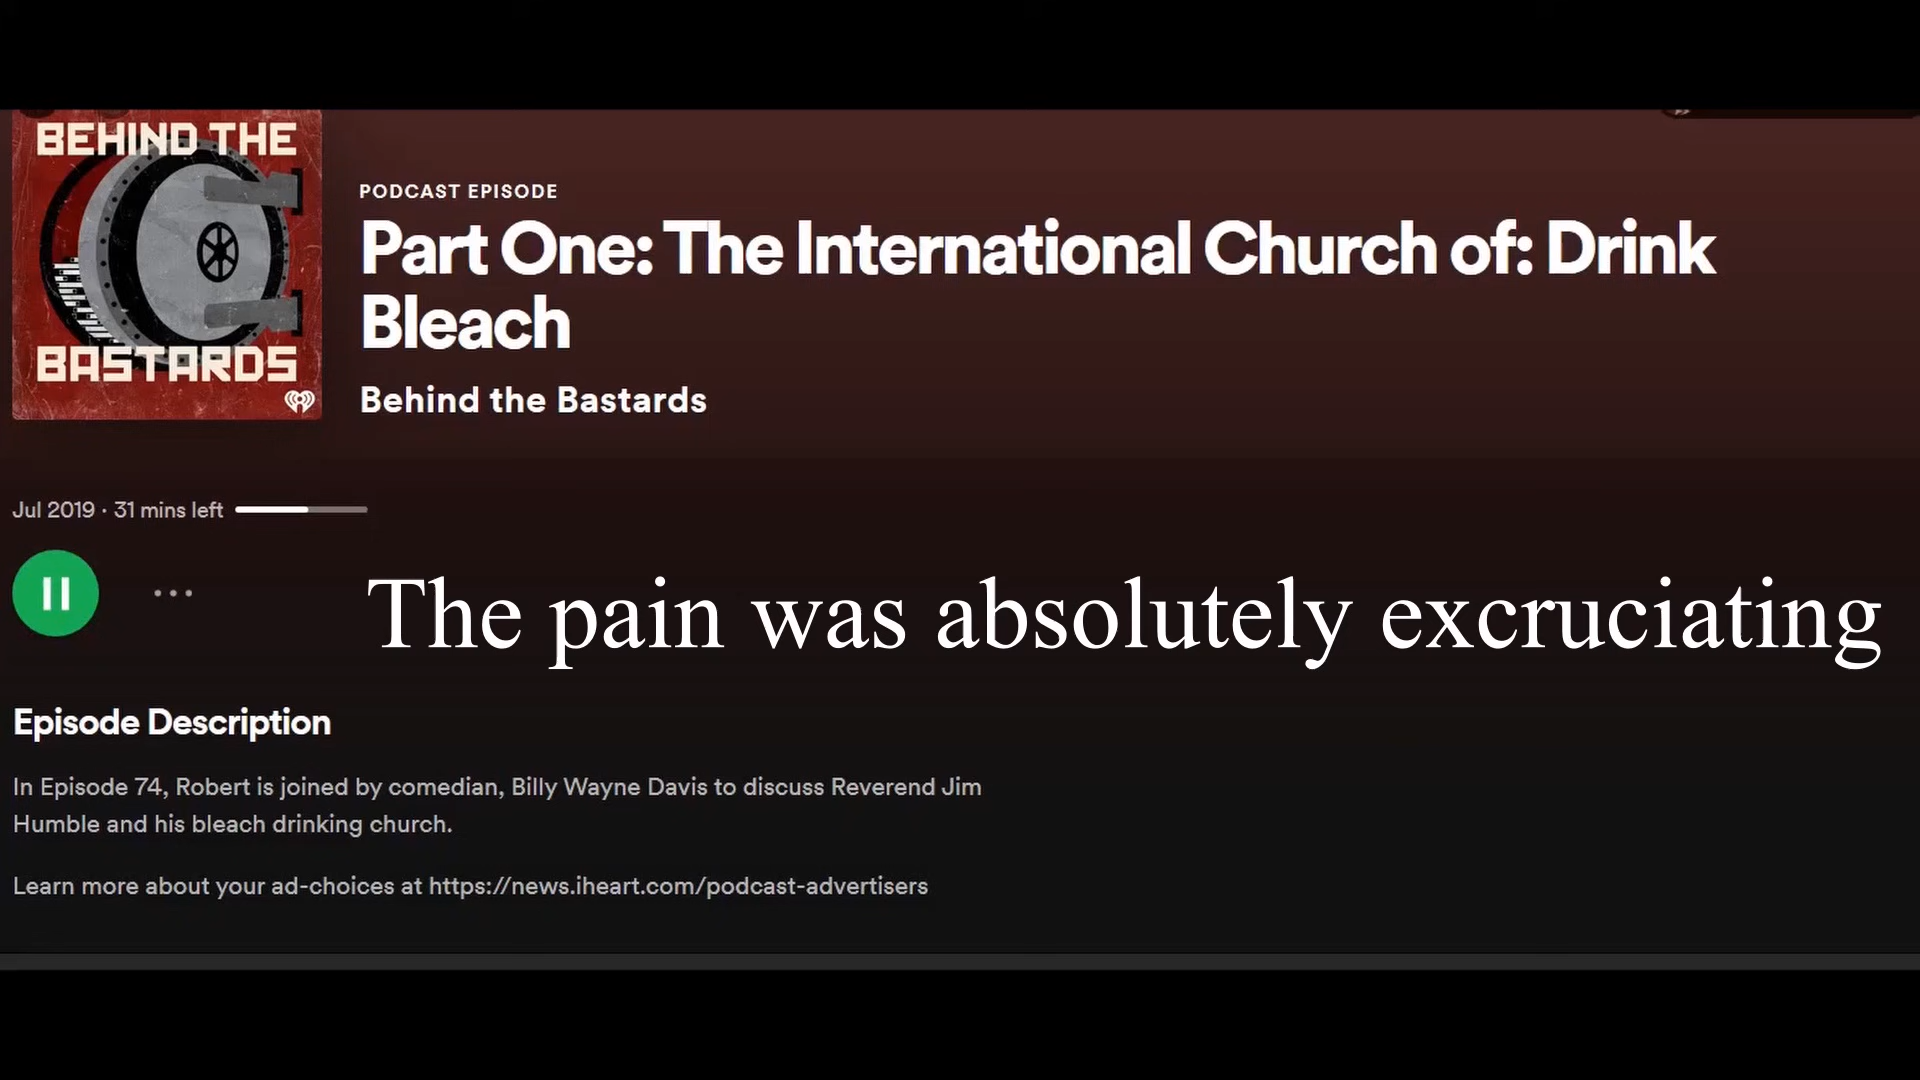 BEHIND THE
BASTARDS
PODCAST EPISODE
Part One: The International Church of: Drink
Bleach
Behind the Bastards
Jul 2019 · 31 mins left
The pain was absolutely excruciating
Episode Description
In Episode 74, Robert is joined by comedian, Billy Wayne Davis to discuss Reverend Jim
Humble and his bleach drinking church.
Learn more about your ad-choices at https://news.iheart.com/podcast-advertisers